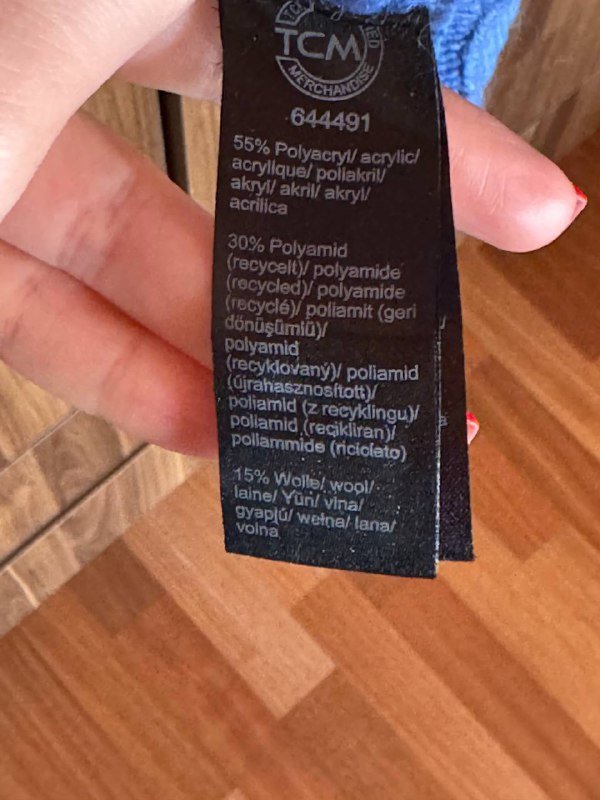 TCM
MERCHANDISE
644491
55% Polyacryl/ acrylic/
acrylique/ poliakril/
akryl/ akril/ akryl/
acrilica
30% Polyamid
(recycelt)/ polyamide
(recycled)/ polyamide
(recyclé)/ poliamit (geri
dönüşümlü)/
polyamid
(recyklovaný)/ poliamid
(újrahasznosított)/
poliamid (z recyklingu)/
poliamid (recikliran)/
poliammide (riciclato)
15% Wolle/ wool/
laine/ Yün/ vlna/
gyapjú/ wełna/ lana/
volna